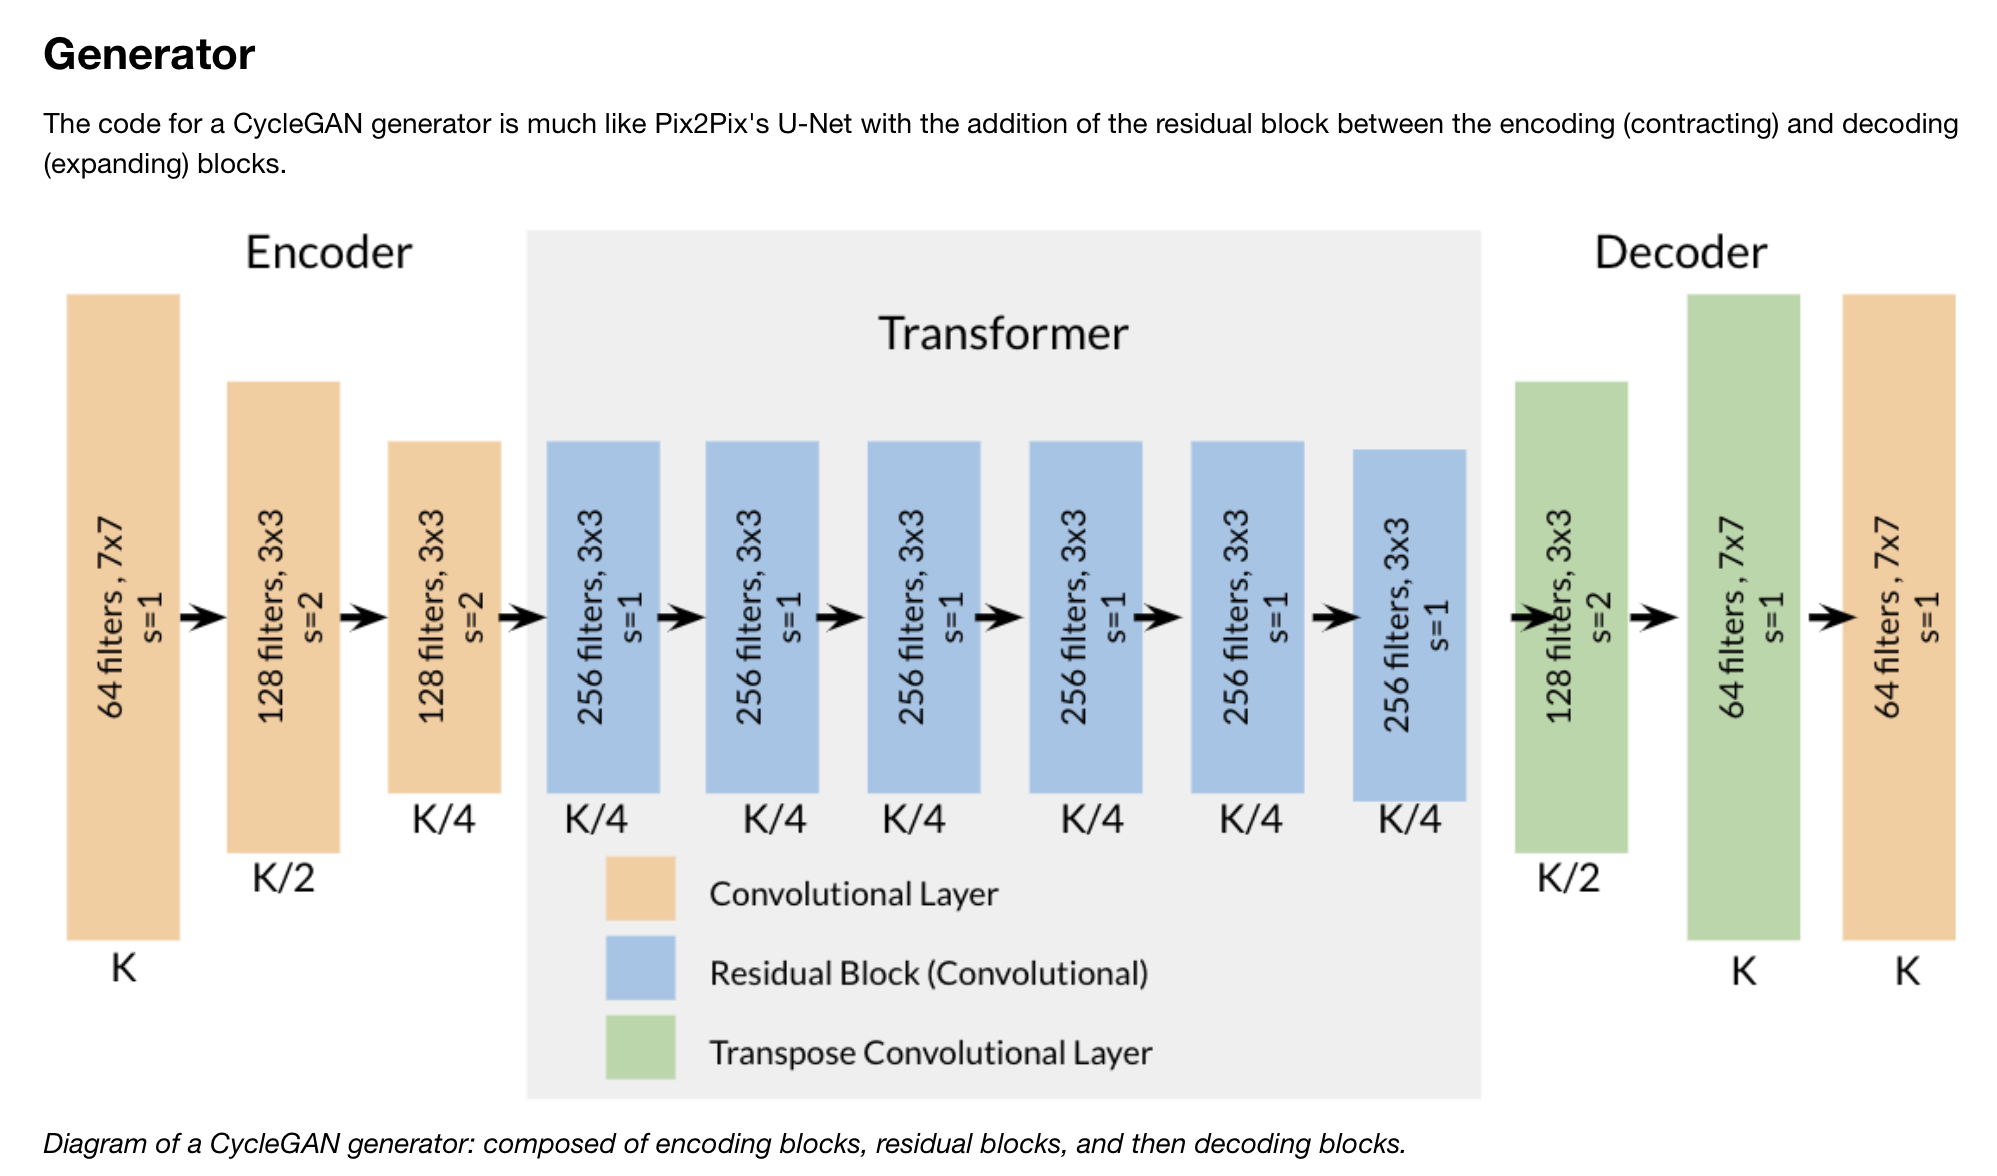 Generator
The code for a CycleGAN generator is much like Pix2Pix's U-Net with the addition of the residual block between the encoding (contracting) and decoding
(expanding) blocks.
Encoder
Transformer
Decoder
64 filters , 7x7
s=1
K
128 filters, 3x3
s=2
K/2
128 filters, 3x3
s=2
K/4
256 filters, 3x3
s=1
K/4
256 filters, 3x3
s=1
K/4
256 filters, 3x3
s=1
K/4
256 filters, 3x3
s=1
K/4
256 filters, 3x3
s=1
K/4
256 filters, 3x3
s=1
K/4
128 filters, 3x3
s=2
K/2
64 filters , 7x7
s=1
K
64 filters , 7x7
s=1
K
Convolutional Layer
Residual Block (Convolutional)
Transpose Convolutional Layer
Diagram of a CycleGAN generator: composed of encoding blocks, residual blocks, and then decoding blocks.